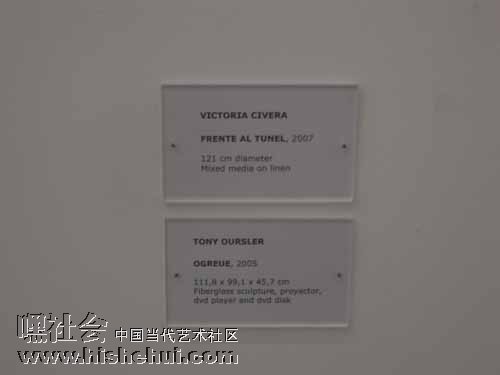 VICTORIA CIVERA
FRENTE AL TUNEL, 2007
121 cm diameter
Mixed media on linen
TONY OURSLER
OGREUE, 2005
111,8 x 99,1 x 45,7 cm
Fiberglass sculpture, proyector,
dvd player and dvd disk
嘿社会 中国当代艺术社区
www.hishehui.com